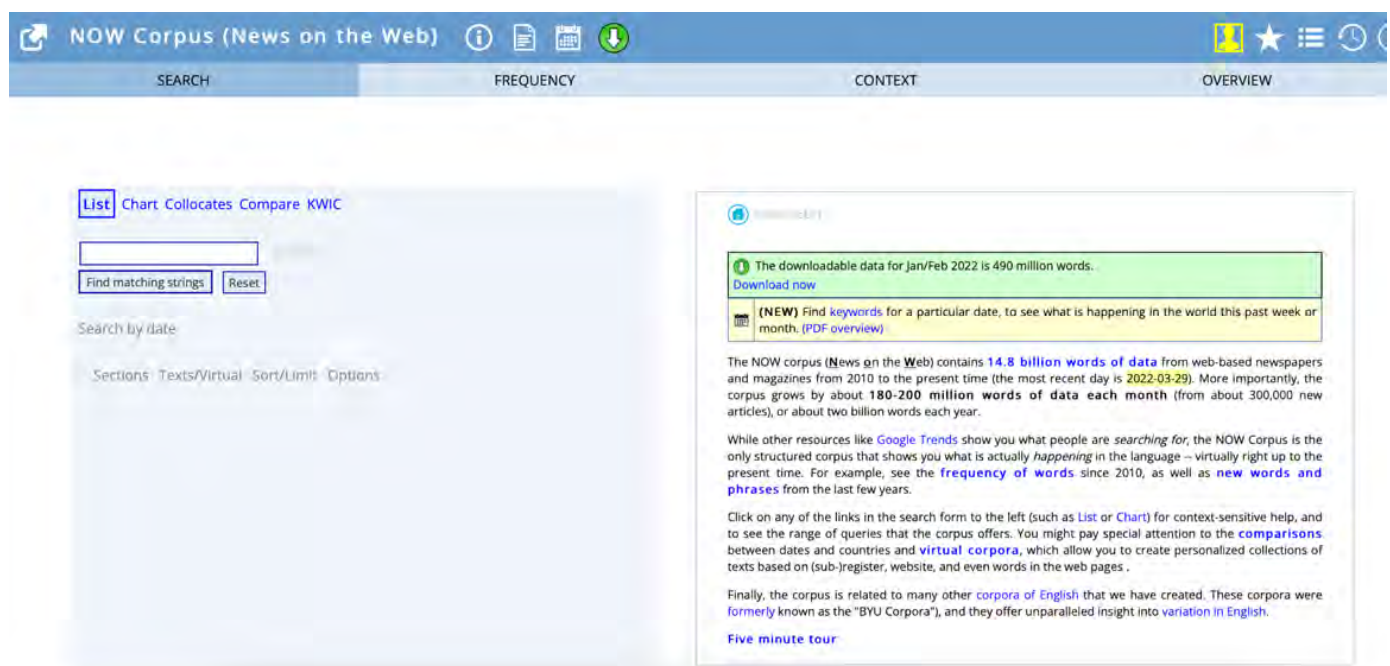 NOW Corpus (News on the Web)
SEARCH FREQUENCY CONTEXT OVERVIEW
List Chart Collocates Compare KWIC
Find matching strings Reset
Search by date
Sections Texts/Virtual Sort/Limit Options
The downloadable data for Jan/Feb 2022 is 490 million words.
Download now
(NEW) Find keywords for a particular date, to see what is happening in the world this past week or
month. (PDF overview)
The NOW corpus (News on the Web) contains 14.8 billion words of data from web-based newspapers
and magazines from 2010 to the present time (the most recent day is 2022-03-29). More importantly, the
corpus grows by about 180-200 million words of data each month (from about 300,000 new
articles), or about two billion words each year.
While other resources like Google Trends show you what people are searching for, the NOW Corpus is the
only structured corpus that shows you what is actually happening in the language – virtually right up to the
present time. For example, see the frequency of words since 2010, as well as new words and
phrases from the last few years.
Click on any of the links in the search form to the left (such as List or Chart) for context-sensitive help, and
to see the range of queries that the corpus offers. You might pay special attention to the comparisons
between dates and countries and virtual corpora, which allow you to create personalized collections of
texts based on (sub-)register, website, and even words in the web pages .
Finally, the corpus is related to many other corpora of English that we have created. These corpora were
formerly known as the "BYU Corpora"), and they offer unparalleled insight into variation in English.
Five minute tour